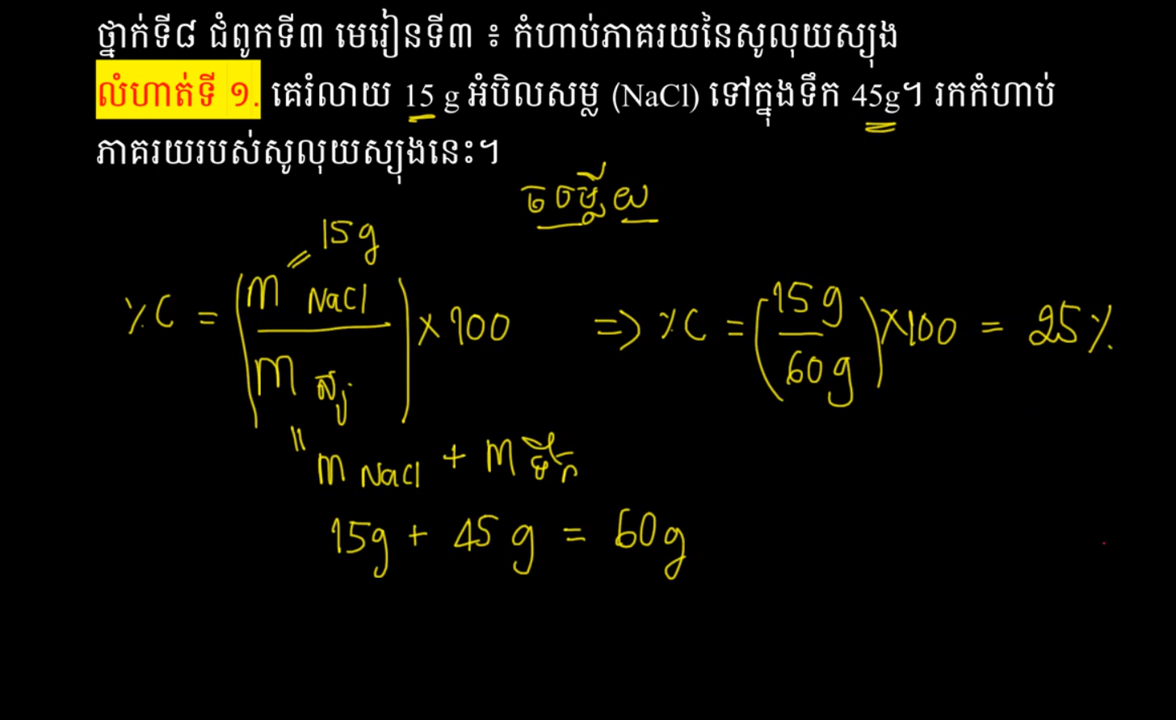 ថ្នាក់ទី៨ ជំពូកទី៣ មេរៀនទី៣ ៖ កំហាប់ភាគរយនៃសូលុយស្យុង
លំហាត់ទី ១. គេរំលាយ 15 g អំបិលសម្ល (NaCl) ទៅក្នុងទឹក 45g។ រកកំហាប់
ភាគរយរបស់សូលុយស្យុងនេះ។
ចម្លើយ
= 15g
%C = (m NaCl / m សូ) × 100 => %C = (15g / 60g) × 100 = 25%
= m NaCl + m ទឹក
15g + 45g = 60g